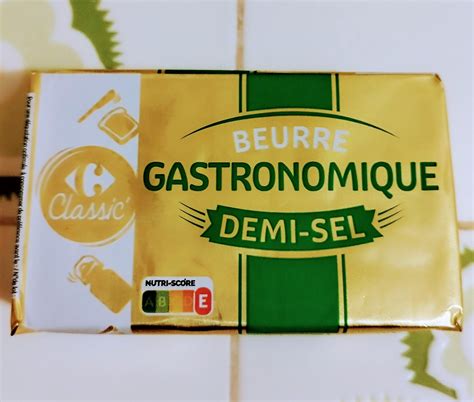 BEURRE
GASTRONOMIQUE
DEMI-SEL
Classic'
NUTRI-SCORE
A B C D E